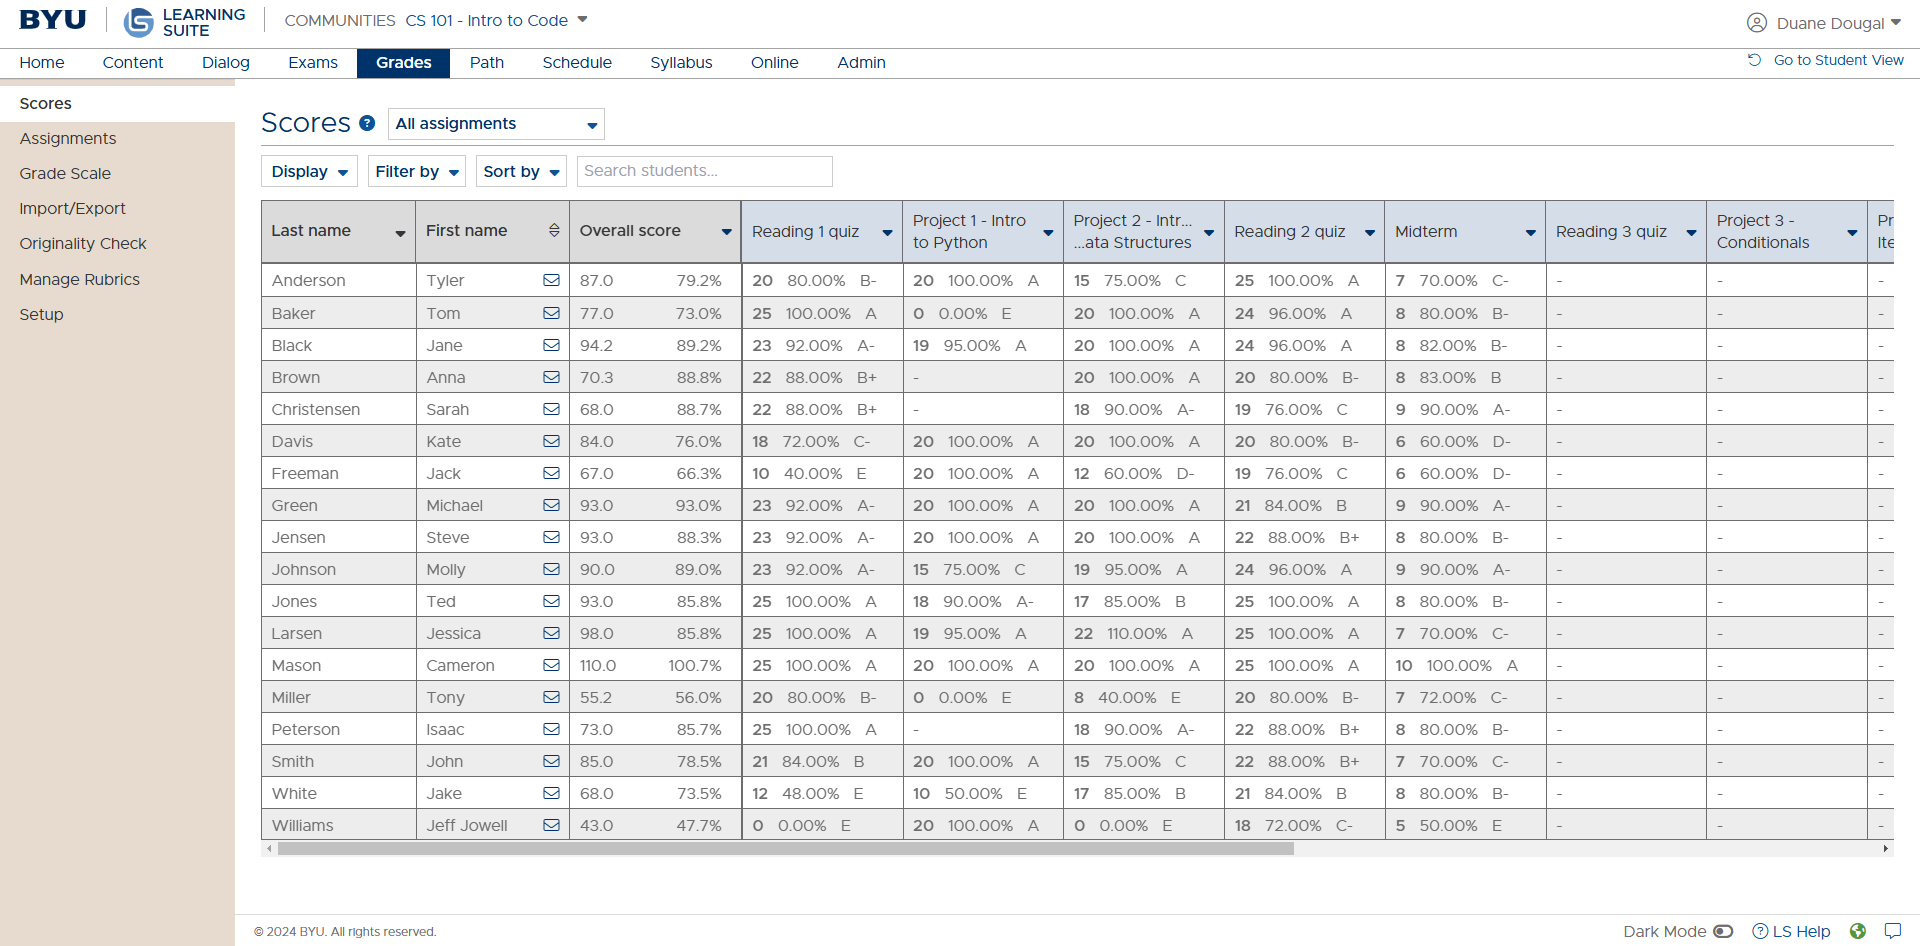 BYU LEARNING SUITE COMMUNITIES CS 101 - Intro to Code Duane Dougal
Home Content Dialog Exams Grades Path Schedule Syllabus Online Admin Go to Student View
Scores
Assignments
Grade Scale
Import/Export
Originality Check
Manage Rubrics
Setup
Scores ? All assignments
Display Filter by Sort by Search students...
Last name First name Overall score Reading 1 quiz Project 1 - Intro to Python Project 2 - Intr... ...ata Structures Reading 2 quiz Midterm Reading 3 quiz Project 3 - Conditionals Pr Ite
Anderson Tyler 87.0 79.2% 20 80.00% B- 20 100.00% A 15 75.00% C 25 100.00% A 7 70.00% C- - - -
Baker Tom 77.0 73.0% 25 100.00% A 0 0.00% E 20 100.00% A 24 96.00% A 8 80.00% B- - - -
Black Jane 94.2 89.2% 23 92.00% A- 19 95.00% A 20 100.00% A 24 96.00% A 8 82.00% B- - - -
Brown Anna 70.3 88.8% 22 88.00% B+ - 20 100.00% A 20 80.00% B- 8 83.00% B - - -
Christensen Sarah 68.0 88.7% 22 88.00% B+ - 18 90.00% A- 19 76.00% C 9 90.00% A- - - -
Davis Kate 84.0 76.0% 18 72.00% C- 20 100.00% A 20 100.00% A 20 80.00% B- 6 60.00% D- - - -
Freeman Jack 67.0 66.3% 10 40.00% E 20 100.00% A 12 60.00% D- 19 76.00% C 6 60.00% D- - - -
Green Michael 93.0 93.0% 23 92.00% A- 20 100.00% A 20 100.00% A 21 84.00% B 9 90.00% A- - - -
Jensen Steve 93.0 88.3% 23 92.00% A- 20 100.00% A 20 100.00% A 22 88.00% B+ 8 80.00% B- - - -
Johnson Molly 90.0 89.0% 23 92.00% A- 15 75.00% C 19 95.00% A 24 96.00% A 9 90.00% A- - - -
Jones Ted 93.0 85.8% 25 100.00% A 18 90.00% A- 17 85.00% B 25 100.00% A 8 80.00% B- - - -
Larsen Jessica 98.0 85.8% 25 100.00% A 19 95.00% A 22 110.00% A 25 100.00% A 7 70.00% C- - - -
Mason Cameron 110.0 100.7% 25 100.00% A 20 100.00% A 20 100.00% A 25 100.00% A 10 100.00% A - - -
Miller Tony 55.2 56.0% 20 80.00% B- 0 0.00% E 8 40.00% E 20 80.00% B- 7 72.00% C- - - -
Peterson Isaac 73.0 85.7% 25 100.00% A - 18 90.00% A- 22 88.00% B+ 8 80.00% B- - - -
Smith John 85.0 78.5% 21 84.00% B 20 100.00% A 15 75.00% C 22 88.00% B+ 7 70.00% C- - - -
White Jake 68.0 73.5% 12 48.00% E 10 50.00% E 17 85.00% B 21 84.00% B 8 80.00% B- - - -
Williams Jeff Jowell 43.0 47.7% 0 0.00% E 20 100.00% A 0 0.00% E 18 72.00% C- 5 50.00% E - - -
© 2024 BYU. All rights reserved. Dark Mode ? LS Help